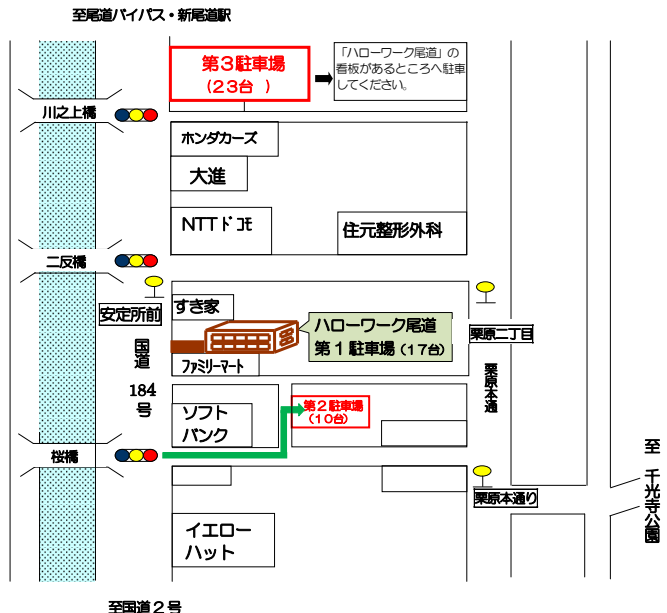 至尾道バイパス・新尾道駅
第3駐車場
(23台 )
「ハローワーク尾道」の
看板があるところへ駐車
してください。
川之上橋
ホンダカーズ
大進
NTTドコモ
住元整形外科
二反橋
安定所前
すき家
ハローワーク尾道
第1駐車場(17台)
栗原二丁目
ファミリーマート
国道
184
号
栗原本通
第2駐車場
(10台)
ソフト
バンク
桜橋
栗原本通り
至 千光寺公園
イエロー
ハット
至国道2号